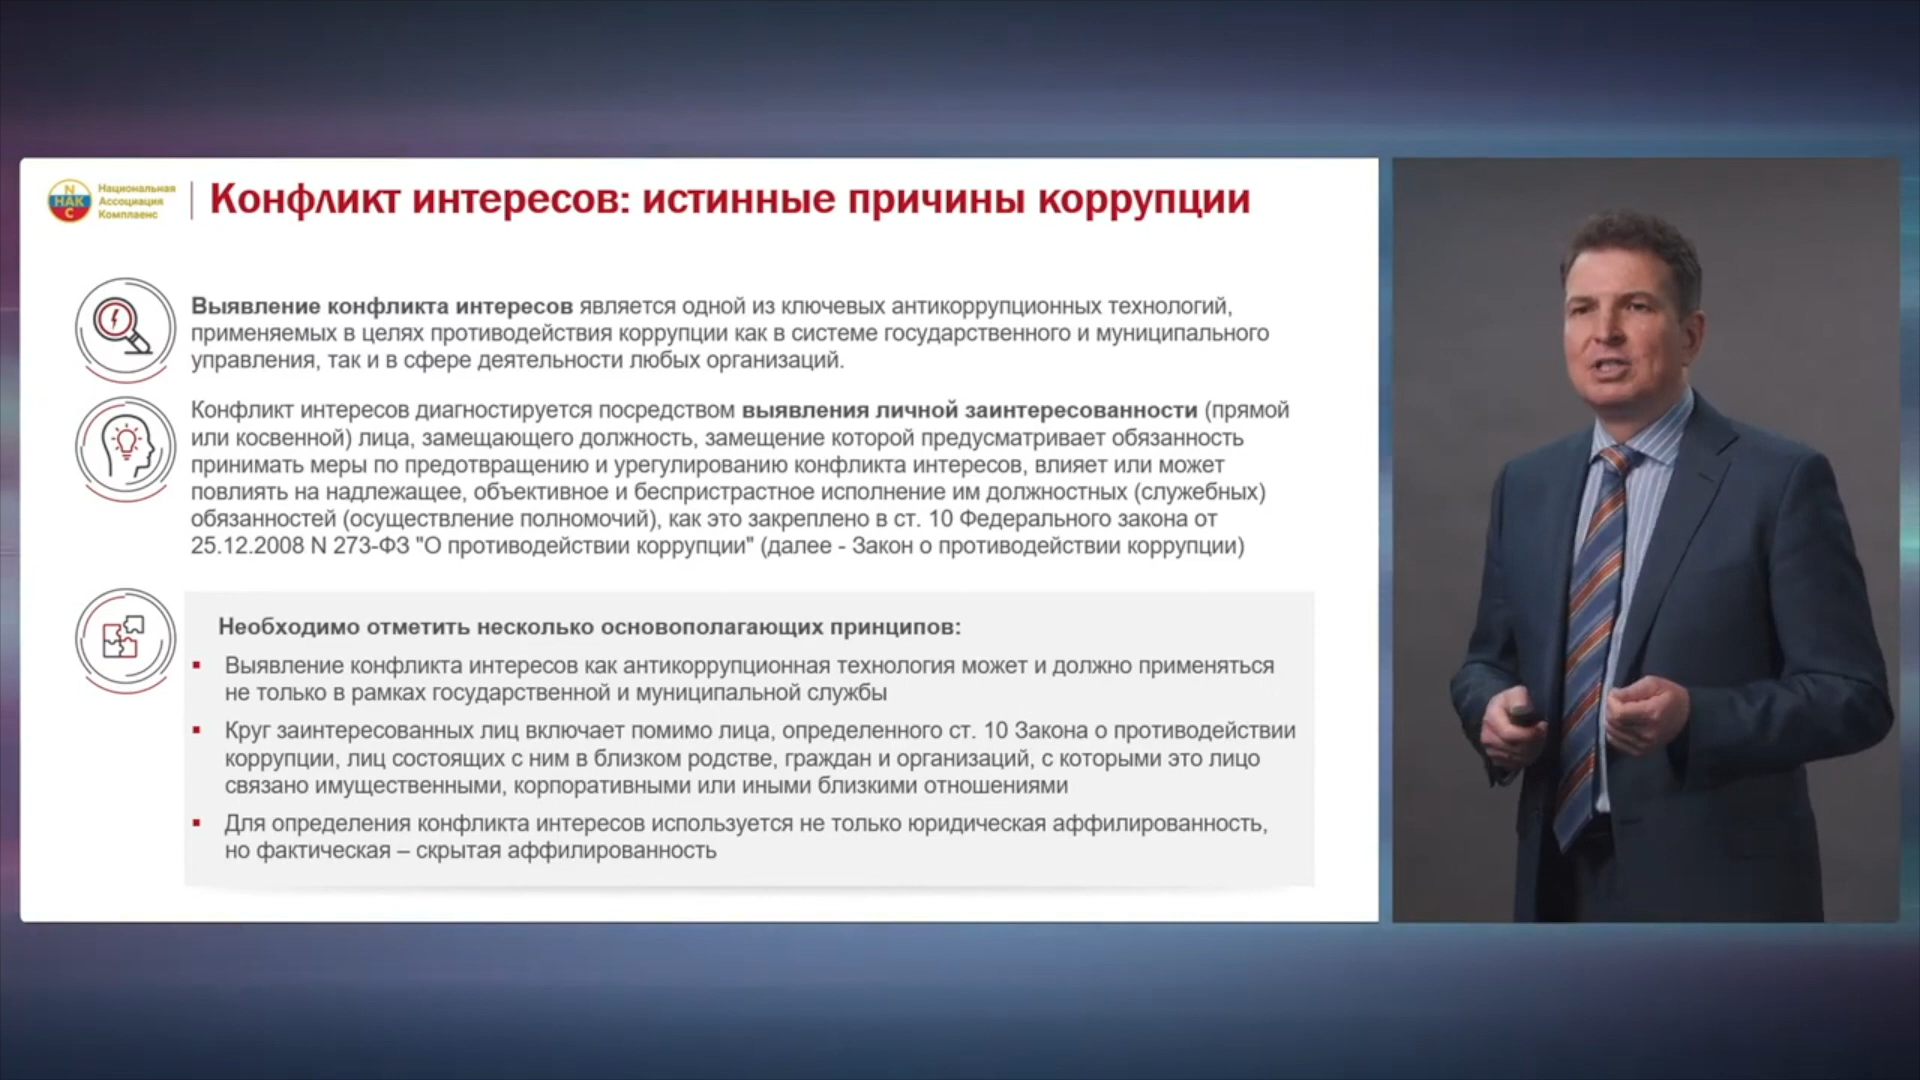 N
НАК
С
Национальная
Ассоциация
Комплаенс
Конфликт интересов: истинные причины коррупции
Выявление конфликта интересов является одной из ключевых антикоррупционных технологий,
применяемых в целях противодействия коррупции как в системе государственного и муниципального
управления, так и в сфере деятельности любых организаций.
Конфликт интересов диагностируется посредством выявления личной заинтересованности (прямой
или косвенной) лица, замещающего должность, замещение которой предусматривает обязанность
принимать меры по предотвращению и урегулированию конфликта интересов, влияет или может
повлиять на надлежащее, объективное и беспристрастное исполнение им должностных (служебных)
обязанностей (осуществление полномочий), как это закреплено в ст. 10 Федерального закона от
25.12.2008 N 273-ФЗ "О противодействии коррупции" (далее - Закон о противодействии коррупции)
Необходимо отметить несколько основополагающих принципов:
▪ Выявление конфликта интересов как антикоррупционная технология может и должно применяться
не только в рамках государственной и муниципальной службы
▪ Круг заинтересованных лиц включает помимо лица, определенного ст. 10 Закона о противодействии
коррупции, лиц состоящих с ним в близком родстве, граждан и организаций, с которыми это лицо
связано имущественными, корпоративными или иными близкими отношениями
▪ Для определения конфликта интересов используется не только юридическая аффилированность,
но фактическая – скрытая аффилированность